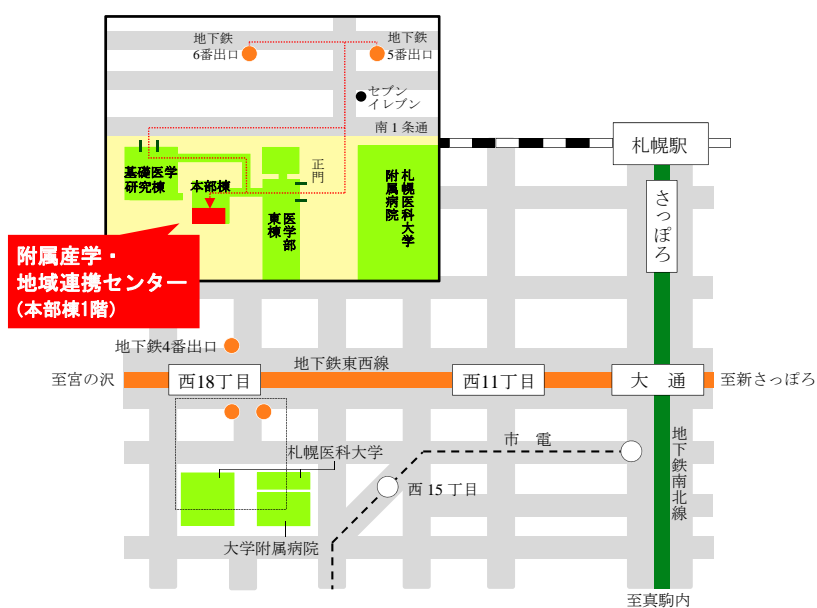 地下鉄
6番出口
地下鉄
5番出口
セブン
イレブン
南1条通
正門
基礎医学
研究棟
本部棟
医学部
東棟
札幌医科大学
附属病院
附属産学・
地域連携センター
(本部棟1階)
札幌駅
さっぽろ
地下鉄4番出口
地下鉄東西線
至宮の沢
西18丁目
西11丁目
大 通
至新さっぽろ
市 電
地下鉄南北線
札幌医科大学
西15丁目
大学附属病院
至真駒内